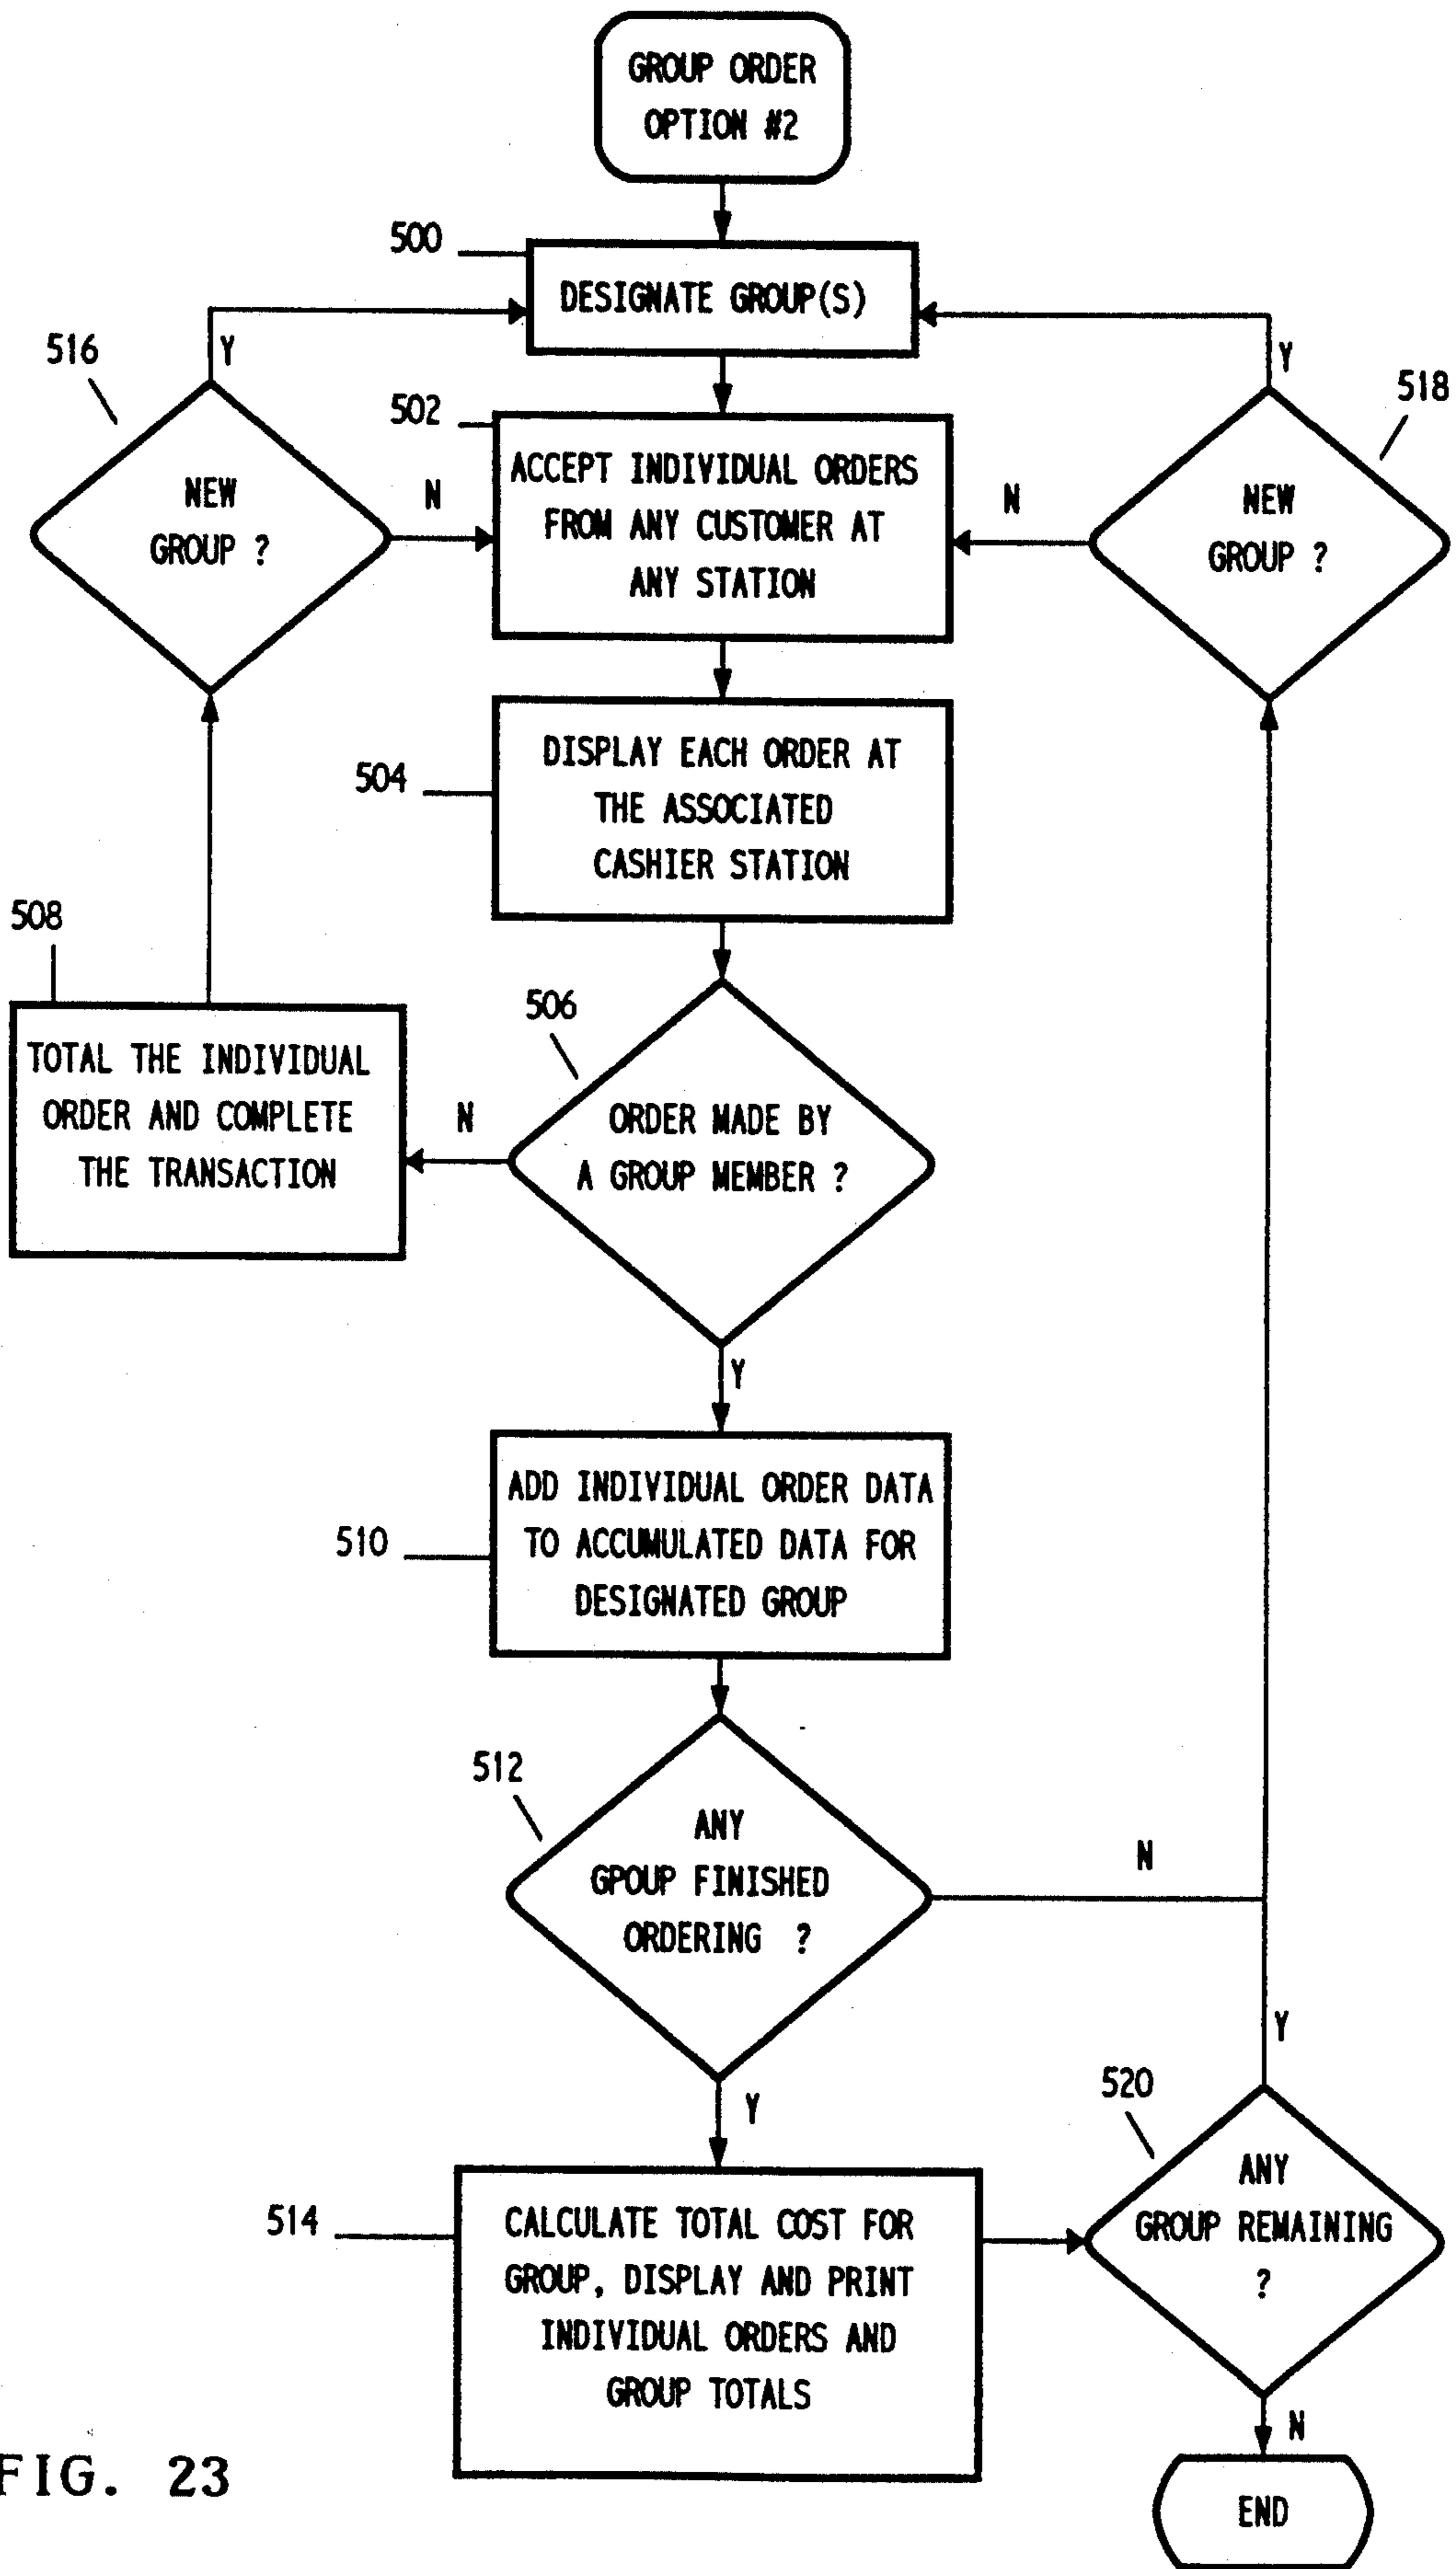 GROUP ORDER
OPTION #2
500
DESIGNATE GROUP(S)
516
Y
Y
518
502
NEW
GROUP ?
N
ACCEPT INDIVIDUAL ORDERS
FROM ANY CUSTOMER AT
ANY STATION
N
NEW
GROUP ?
504
DISPLAY EACH ORDER AT
THE ASSOCIATED
CASHIER STATION
508
TOTAL THE INDIVIDUAL
ORDER AND COMPLETE
THE TRANSACTION
N
506
ORDER MADE BY
A GROUP MEMBER ?
Y
510
ADD INDIVIDUAL ORDER DATA
TO ACCUMULATED DATA FOR
DESIGNATED GROUP
512
ANY
GPOUP FINISHED
ORDERING ?
N
Y
Y
520
514
CALCULATE TOTAL COST FOR
GROUP, DISPLAY AND PRINT
INDIVIDUAL ORDERS AND
GROUP TOTALS
ANY
GROUP REMAINING
?
N
END
FIG. 23